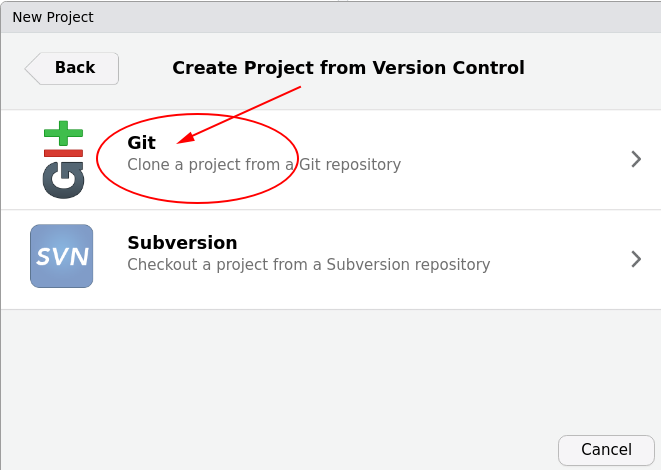 New Project
Back
Create Project from Version Control
Git
Git
Clone a project from a Git repository
SVN
Subversion
Checkout a project from a Subversion repository
Cancel